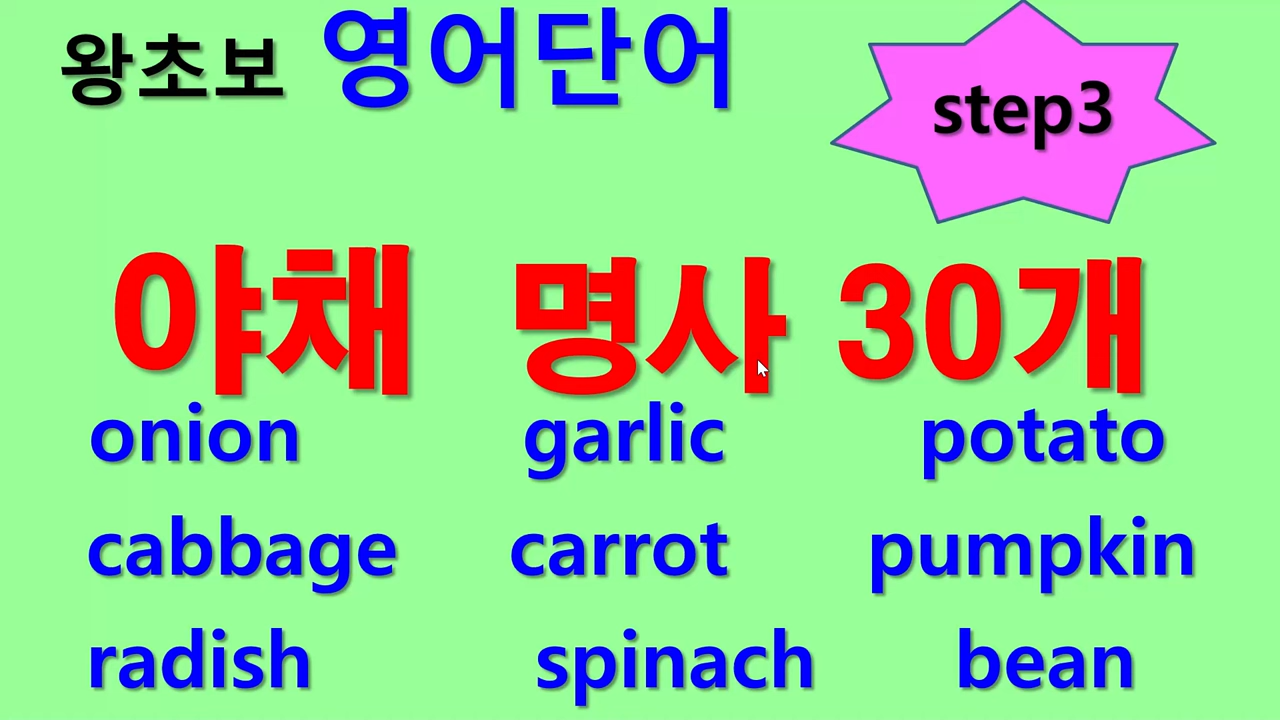 왕초보 영어단어
step3
야채 명사 30개
onion garlic potato
cabbage carrot pumpkin
radish spinach bean